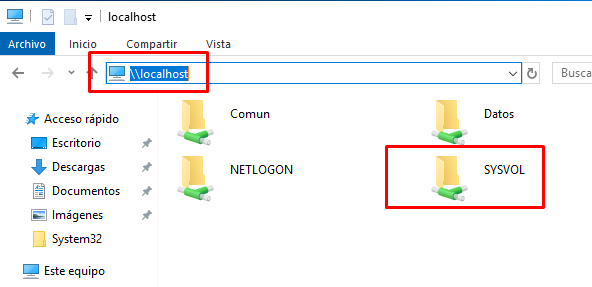 localhost
Archivo Inicio Compartir Vista
\\localhost
Busca
Acceso rápido
Escritorio
Descargas
Documentos
Imágenes
System32
Este equipo
Comun
Datos
NETLOGON
SYSVOL